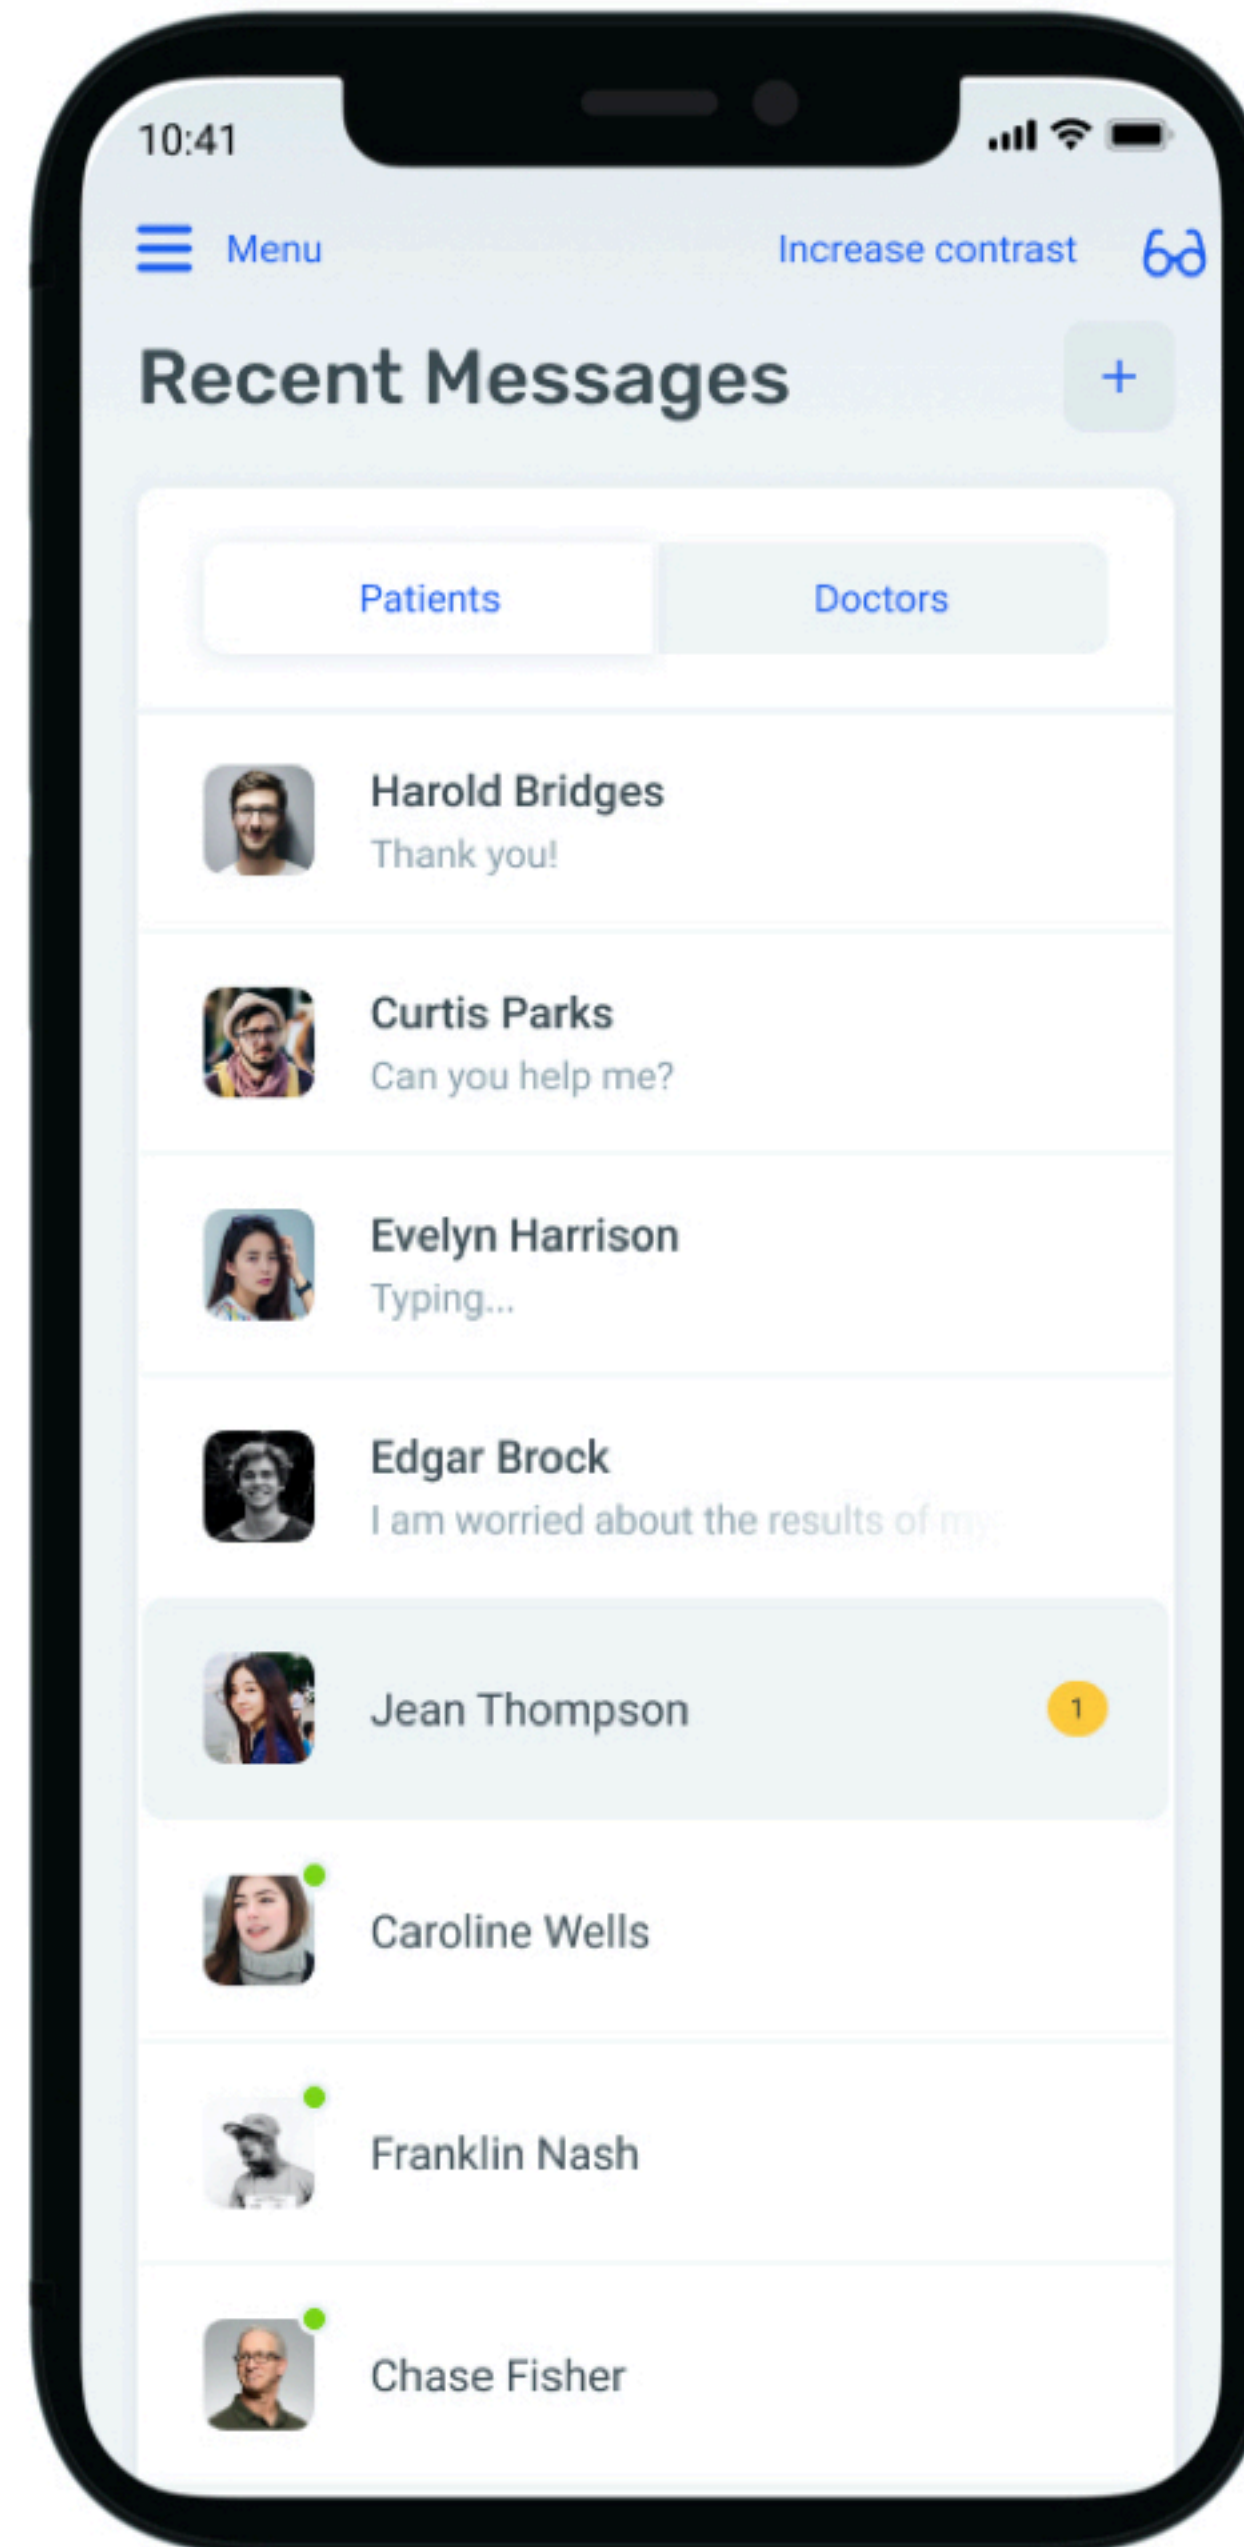 10:41
Menu
Increase contrast
Recent Messages
+
Patients
Doctors
Harold Bridges
Thank you!
Curtis Parks
Can you help me?
Evelyn Harrison
Typing...
Edgar Brock
I am worried about the results of my
Jean Thompson
1
Caroline Wells
Franklin Nash
Chase Fisher